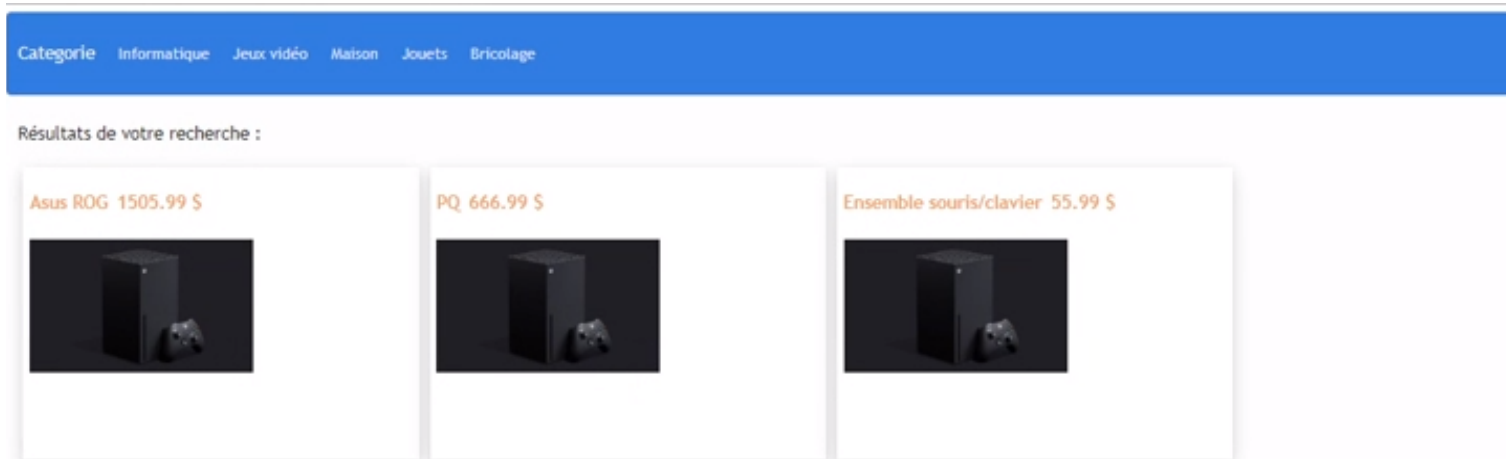 Categorie Informatique Jeux vidéo Maison Jouets Bricolage
Résultats de votre recherche :
Asus ROG 1505.99 $
PQ 666.99 $
Ensemble souris/clavier 55.99 $